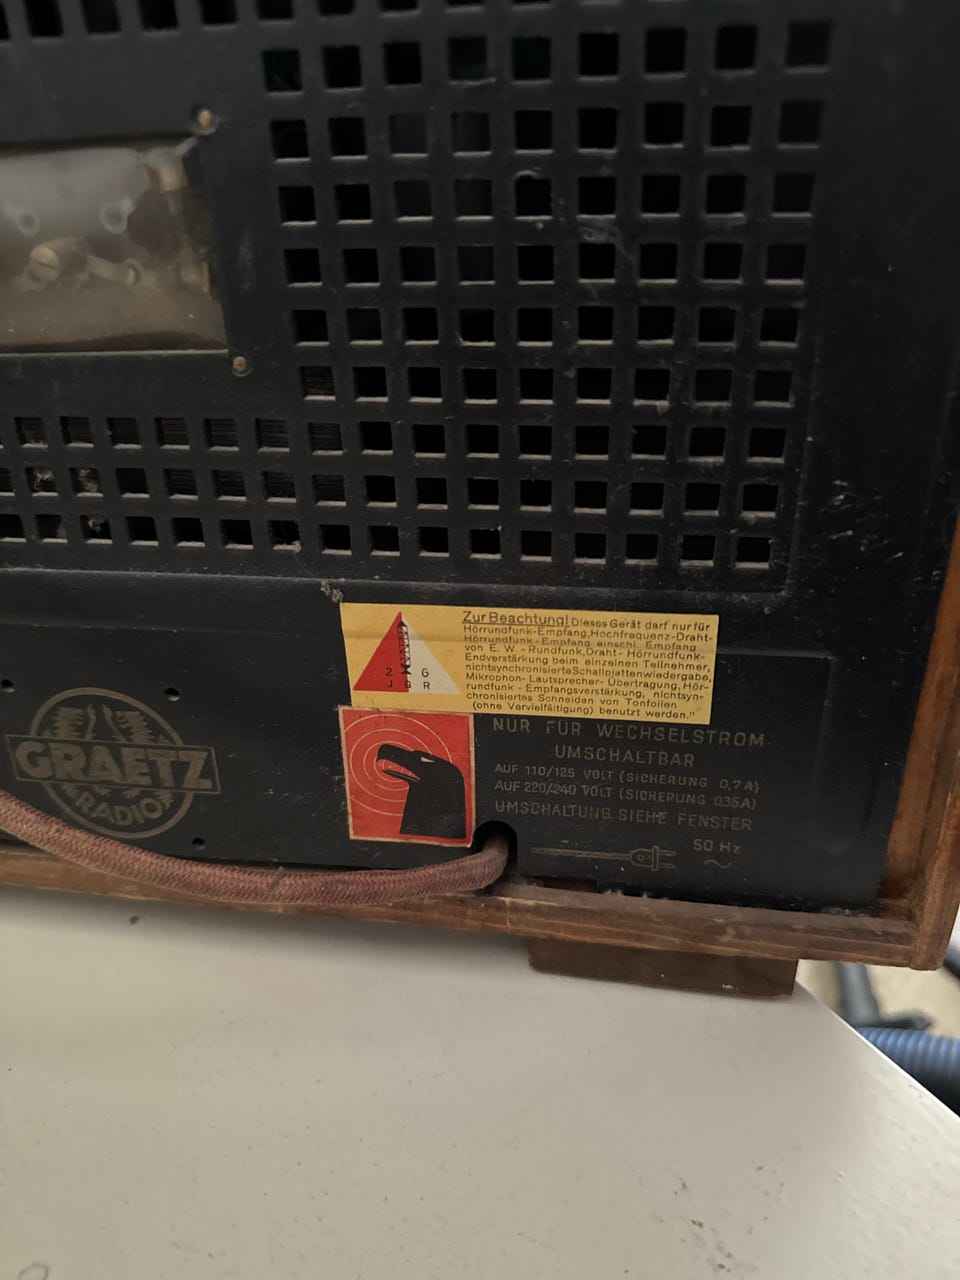 Zur Beachtung! Dieses Gerät darf nur für
Hörrundfunk-Empfang, Hochfrequenz-Draht-
Hörrundfunk-Empfang einschl. Empfang
von E. W. - Rundfunk, Draht - Hörrundfunk-
Endverstärkung beim einzelnen Teilnehmer,
nichtsynchronisierte Schallplattenwiedergabe,
Mikrophon-Lautsprecher-Übertragung, Hör-
rundfunk - Empfangsverstärkung, nichtsyn-
chronisiertes Schneiden von Tonfolien
(ohne Vervielfältigung) benutzt werden."
2 G
J G R
GRAETZ
RADIO
NUR FÜR WECHSELSTROM
UMSCHALTBAR
AUF 110/125 VOLT (SICHERUNG 0,7A)
AUF 220/240 VOLT (SICHERUNG 0,35A)
UMSCHALTUNG SIEHE FENSTER
50 Hz
~